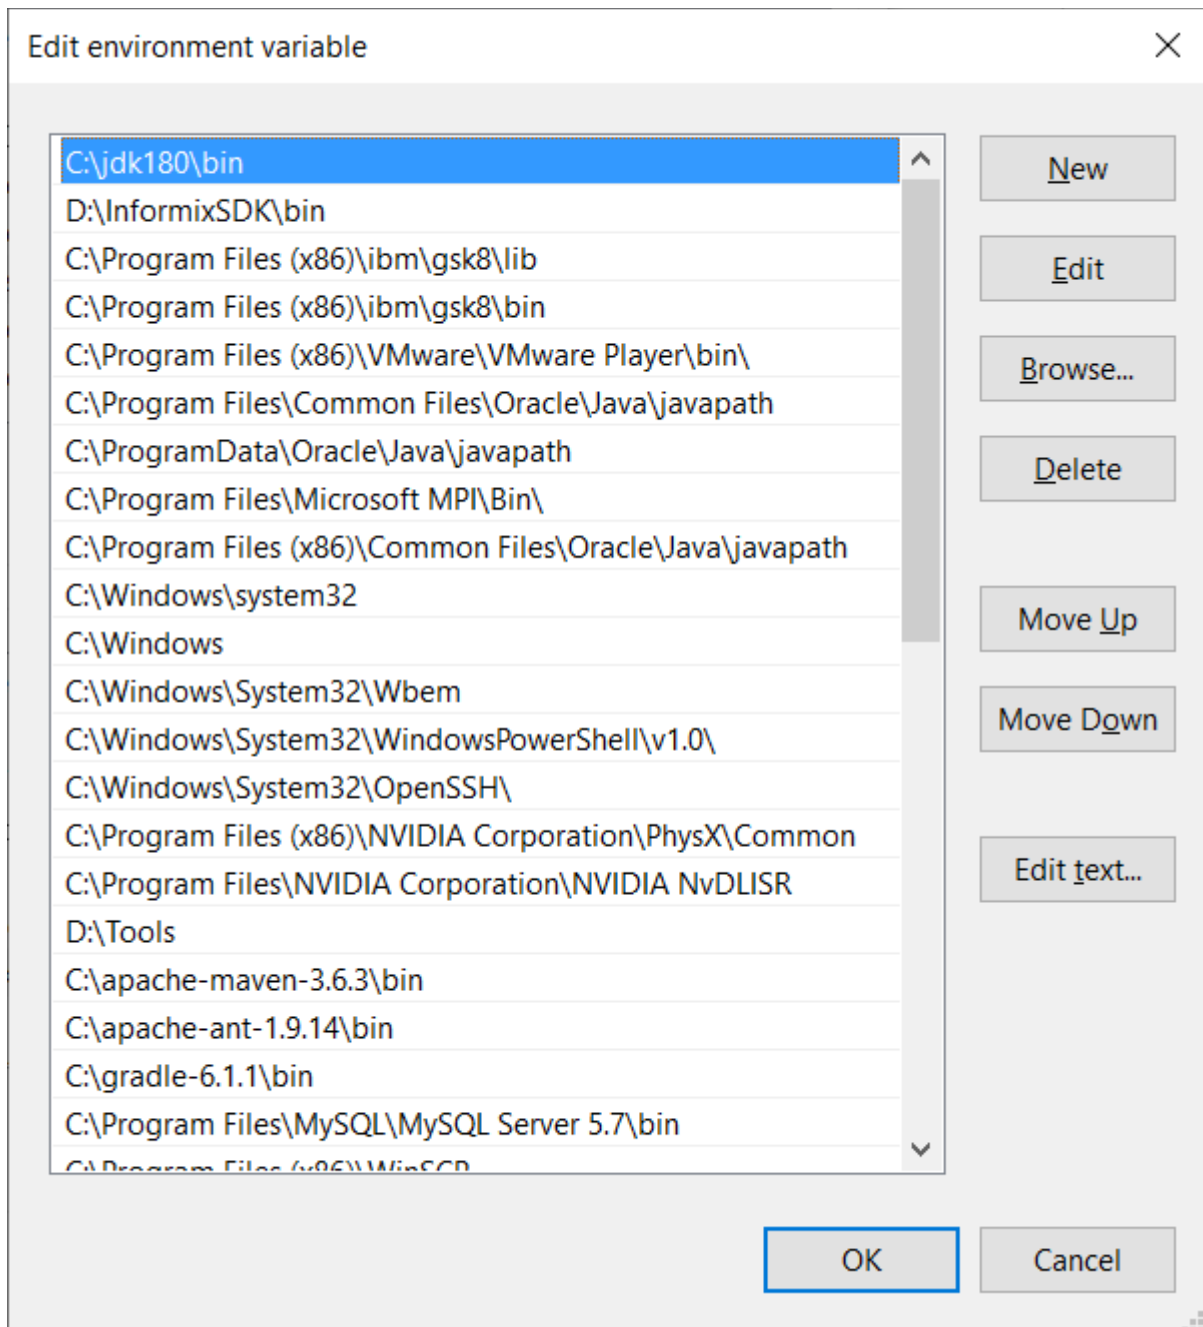 Edit environment variable
C:\jdk180\bin
D:\InformixSDK\bin
C:\Program Files (x86)\ibm\gsk8\lib
C:\Program Files (x86)\ibm\gsk8\bin
C:\Program Files (x86)\VMware\VMware Player\bin\
C:\Program Files\Common Files\Oracle\Java\javapath
C:\ProgramData\Oracle\Java\javapath
C:\Program Files\Microsoft MPI\Bin\
C:\Program Files (x86)\Common Files\Oracle\Java\javapath
C:\Windows\system32
C:\Windows
C:\Windows\System32\Wbem
C:\Windows\System32\WindowsPowerShell\v1.0\
C:\Windows\System32\OpenSSH\
C:\Program Files (x86)\NVIDIA Corporation\PhysX\Common
C:\Program Files\NVIDIA Corporation\NVIDIA NvDLISR
D:\Tools
C:\apache-maven-3.6.3\bin
C:\apache-ant-1.9.14\bin
C:\gradle-6.1.1\bin
C:\Program Files\MySQL\MySQL Server 5.7\bin
C:\Program Files (x86)\WinSCP
New
Edit
Browse...
Delete
Move Up
Move Down
Edit text...
OK
Cancel